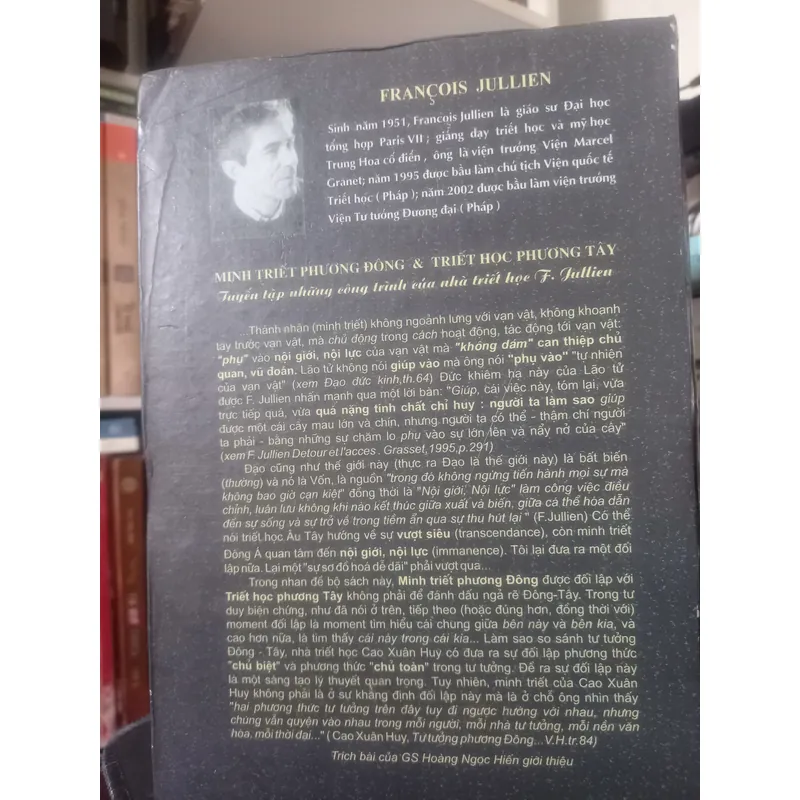 FRANÇOIS JULLIEN
Sinh năm 1951, Francois Jullien là giáo sư Đại học
tổng hợp Paris VII ; giảng dạy triết học và mỹ học
Trung Hoa cổ điển , ông là viện trưởng Viện Marcel
Granet; năm 1995 được bầu làm chủ tịch Viện quốc tế
Triết học ( Pháp ); năm 2002 được bầu làm viện trưởng
Viện Tư tưởng Đương đại ( Pháp )
MINH TRIẾT PHƯƠNG ĐÔNG & TRIẾT HỌC PHƯƠNG TÂY
Tuyển tập những công trình của nhà triết học F. Jullien
...Thánh nhân (minh triết) không ngoảnh lưng với vạn vật, không khoanh
tay trước vạn vật, mà chủ động trong cách hoạt động, tác động tới vạn vật:
"phụ" vào nội giới, nội lực của vạn vật mà "không dám" can thiệp chủ
quan, vũ đoán. Lão tử không nói giúp vào mà ông nói "phụ vào" "tự nhiên
của vạn vật" (xem Đạo đức kinh,th.64) Đức khiêm hạ này của Lão tử
được F. Jullien nhấn mạnh qua một lời bàn: "Giúp, cái việc này, tóm lại, vừa
trực tiếp quá, vừa quá nặng tính chất chỉ huy : người ta làm sao giúp
được một cái cây mau lớn và chín, nhưng người ta có thể - thậm chí người
ta phải - bằng những sự chăm lo phụ vào sự lớn lên và nẩy nở của cây"
(xem F. Jullien Detour et l'acces . Grasset,1995,p.291)
Đạo cũng như thế giới này (thực ra Đạo là thế giới này) là bất biến
(thường) và nó là Vốn, là nguồn "trong đó không ngừng tiến hành mọi sự mà
không bao giờ cạn kiệt" đồng thời là "Nội giới, Nội lực" làm công việc điều
chỉnh, luân lưu không khi nào kết thúc giữa xuất và biến, giữa cá thể hóa dẫn
đến sự sống và sự trở về trong tiềm ẩn qua sự thu hút lại " (F.Jullien) Có thể
nói triết học Âu Tây hướng về sự vượt siêu (transcendance), còn minh triết
Đông Á quan tâm đến nội giới, nội lực (immanence). Tôi lại đưa ra một đối
lập nữa. Lại một "sự sơ đồ hoà dễ dãi" phải vượt qua...
Trong nhan đề bộ sách này, Minh triết phương Đông được đối lập với
Triết học phương Tây không phải để đánh dấu ngả rẽ Đông-Tây. Trong tư
duy biện chứng, như đã nói ở trên, tiếp theo (hoặc đúng hơn, đồng thời với)
moment đối lập là moment tìm hiểu cái chung giữa bên này và bên kia, và
cao hơn nữa, là tìm thấy cái này trong cái kia... Làm sao so sánh tư tưởng
Đông - Tây, nhà triết học Cao Xuân Huy có đưa ra sự đối lập phương thức
"chủ biệt" và phương thức "chủ toàn" trong tư tưởng. Đề ra sự đối lập này
là một sáng tạo lý thuyết quan trọng. Tuy nhiên, minh triết của Cao Xuân
Huy không phải là ở sự khẳng định đối lập này mà là ở chỗ ông nhìn thấy
"hai phương thức tư tưởng trên đây tuy đi ngược hướng với nhau, nhưng
chúng vẫn quyện vào nhau trong mỗi người, mỗi nhà tư tưởng, mỗi nền văn
hóa, mỗi thời đại..." ( Cao Xuân Huy, Tư tưởng phương Đông...V.H.tr.84)
Trích bài của GS Hoàng Ngọc Hiến giới thiệu